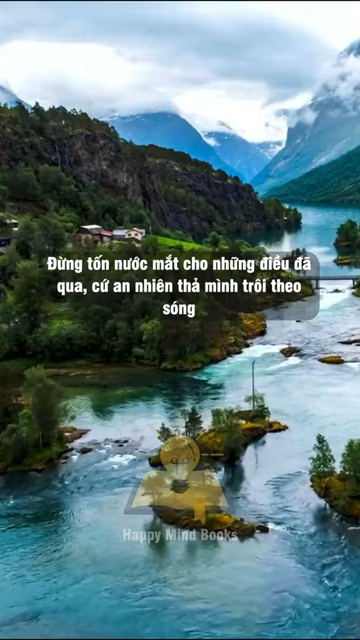 Đừng tốn nước mắt cho những điều đã
qua, cứ an nhiên thả mình trôi theo
sóng
Happy Mind Books